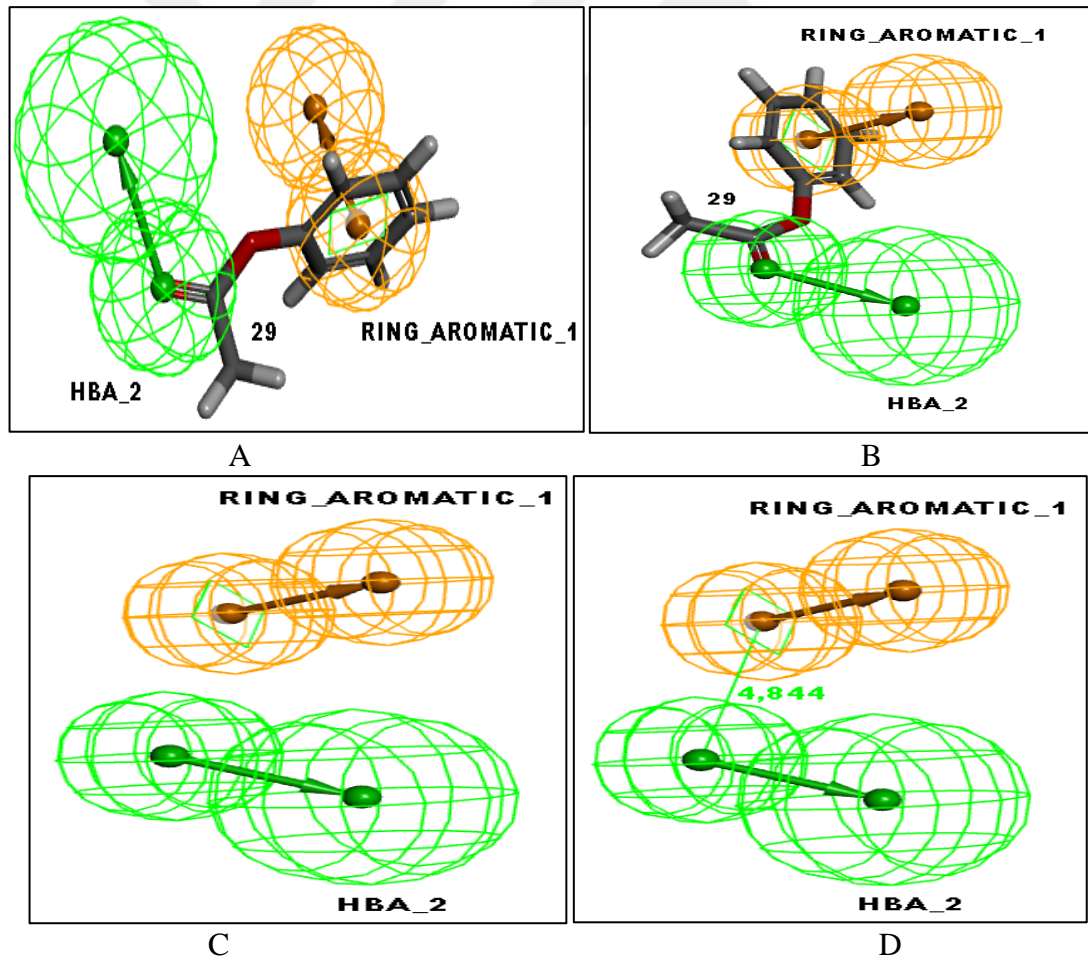 29
RING_AROMATIC_1
HBA_2
A
RING_AROMATIC_1
29
HBA_2
B
RING_AROMATIC_1
HBA_2
C
RING_AROMATIC_1
4,844
HBA_2
D